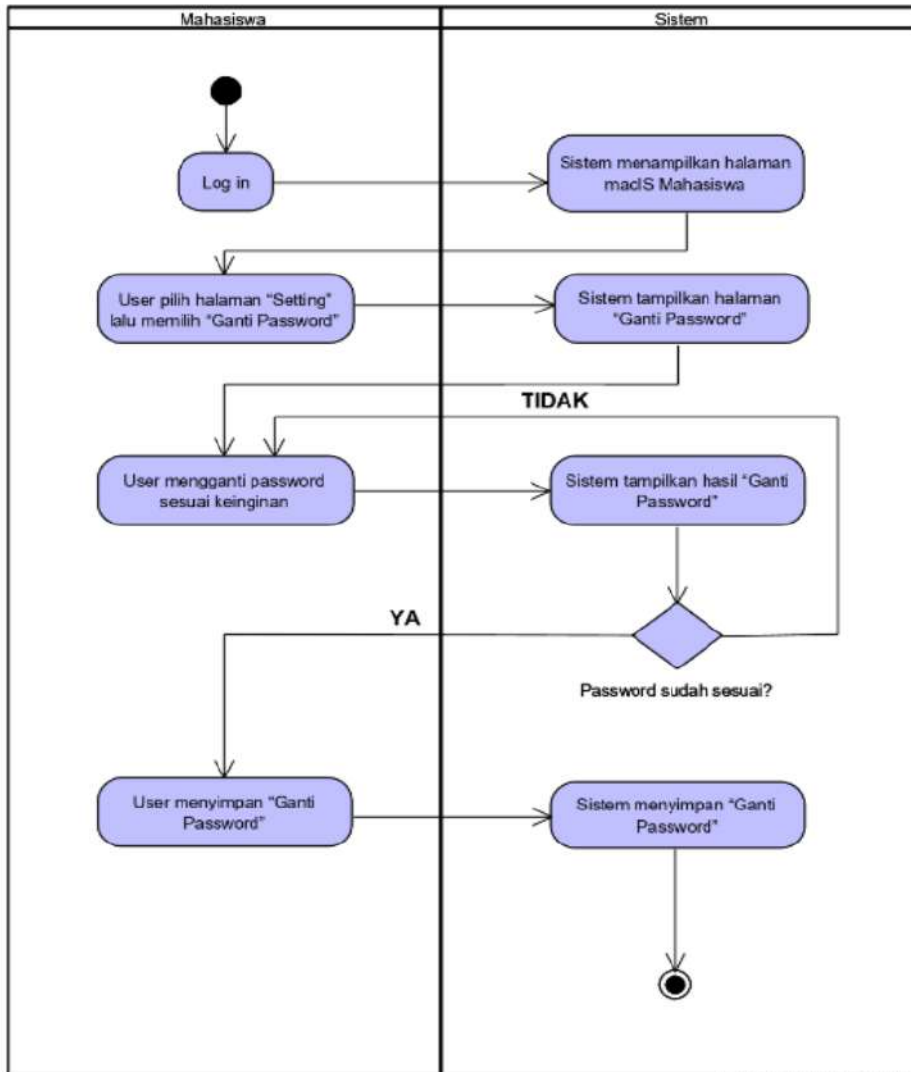 Mahasiswa
Sistem
Log in
Sistem menampilkan halaman
macIS Mahasiswa
User pilih halaman "Setting"
lalu memilih "Ganti Password"
Sistem tampilkan halaman
"Ganti Password"
TIDAK
User mengganti password
sesuai keinginan
Sistem tampilkan hasil "Ganti
Password"
YA
Password sudah sesuai?
User menyimpan "Ganti
Password"
Sistem menyimpan "Ganti
Password"